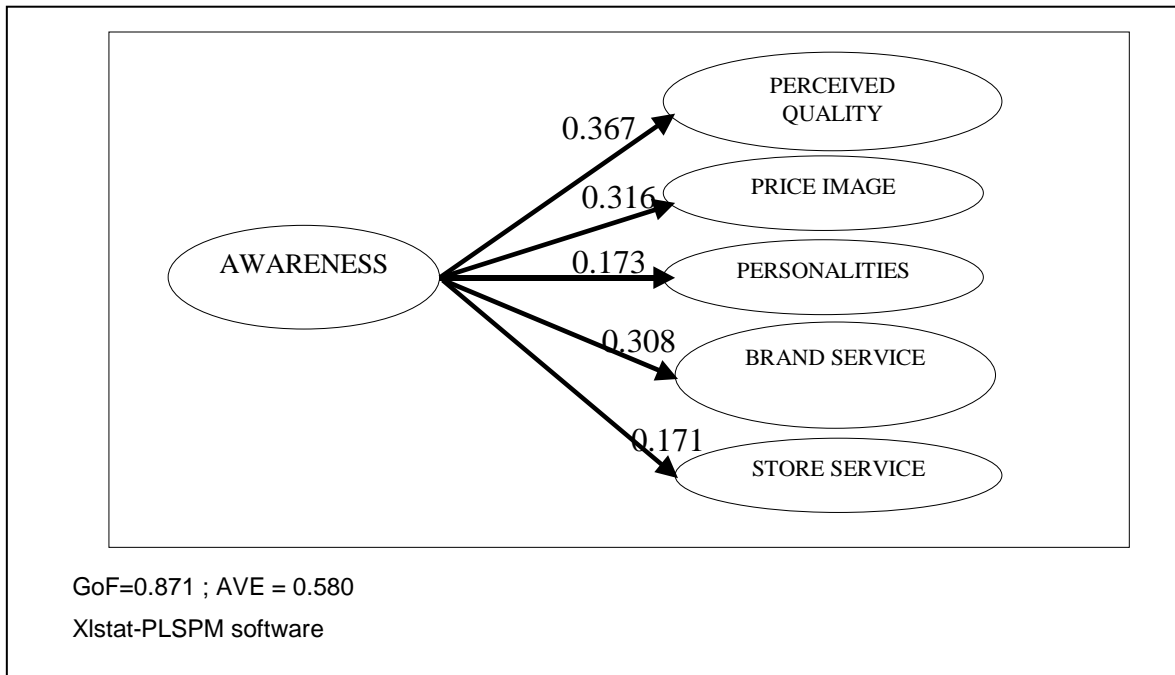 PERCEIVED
QUALITY
0.367
PRICE IMAGE
0.316
AWARENESS
PERSONALITIES
0.173
0.308
BRAND SERVICE
0.171
STORE SERVICE
GoF=0.871 ; AVE = 0.580
Xlstat-PLSPM software